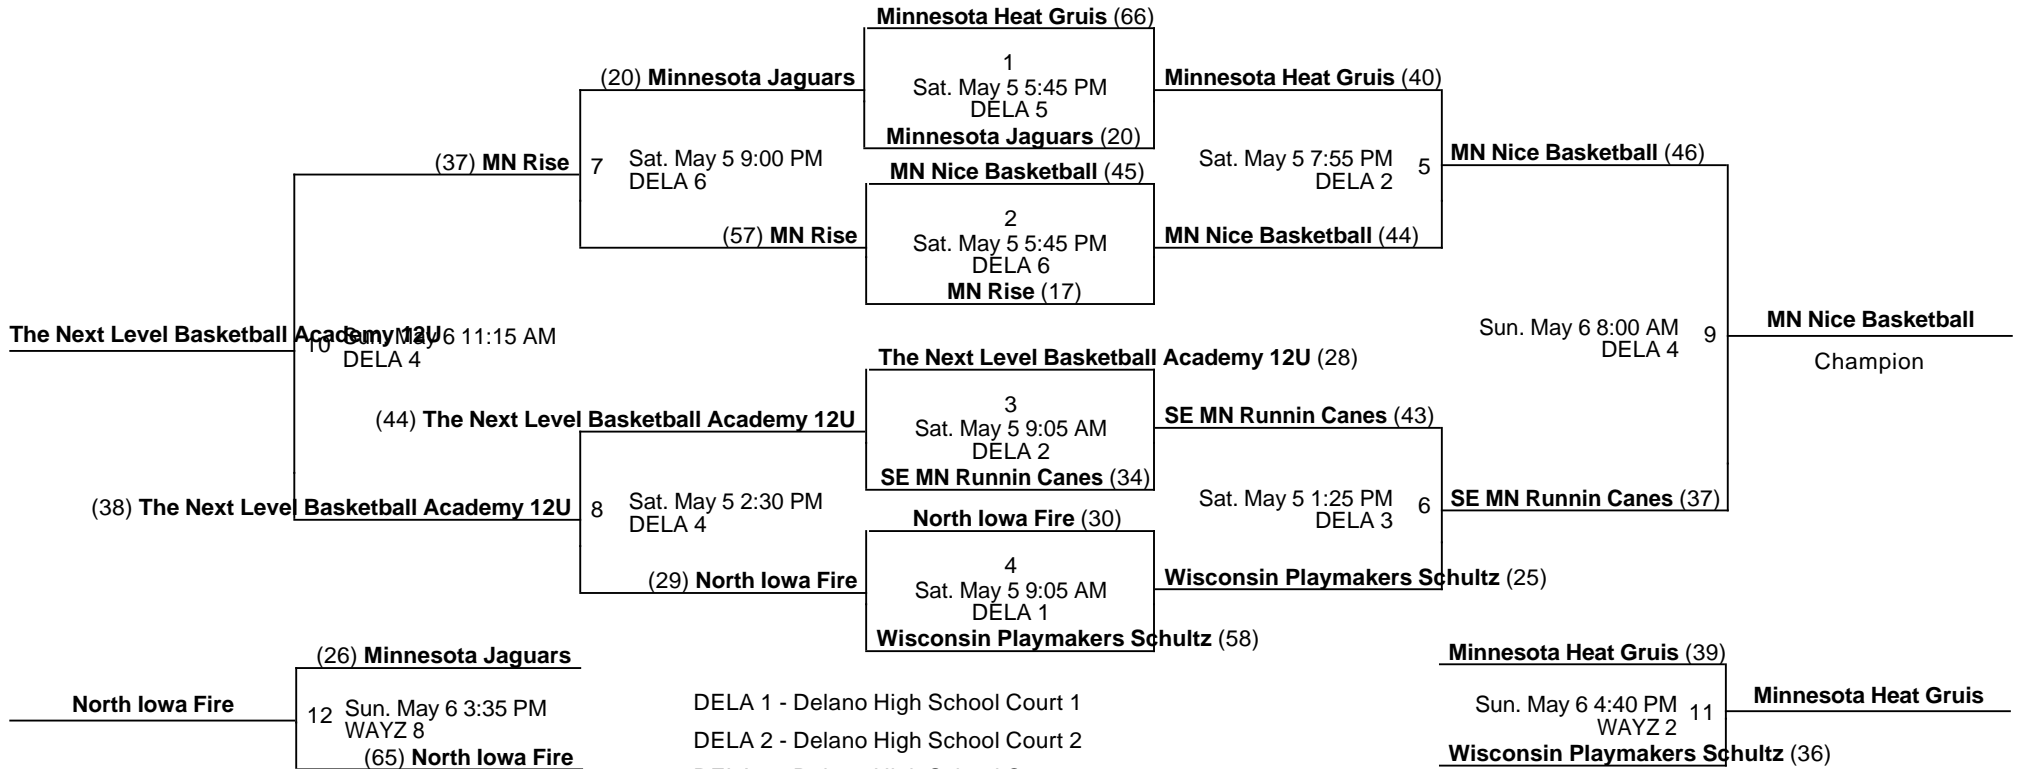 Minnesota Heat Gruis (66)
1
Sat. May 5 5:45 PM
DELA 5
Minnesota Jaguars (20)
(20) Minnesota Jaguars
Minnesota Heat Gruis (40)
(37) MN Rise
7 Sat. May 5 9:00 PM
DELA 6
MN Nice Basketball (45)
Sat. May 5 7:55 PM 5
DELA 2
MN Nice Basketball (46)
2
Sat. May 5 5:45 PM
DELA 6
MN Rise (17)
(57) MN Rise
MN Nice Basketball (44)
The Next Level Basketball Academy 12U
10 Sun. May 6 11:15 AM
DELA 4
Sun. May 6 8:00 AM 9
DELA 4
MN Nice Basketball
Champion
The Next Level Basketball Academy 12U (28)
3
Sat. May 5 9:05 AM
DELA 2
SE MN Runnin Canes (34)
(44) The Next Level Basketball Academy 12U
SE MN Runnin Canes (43)
(38) The Next Level Basketball Academy 12U
8 Sat. May 5 2:30 PM
DELA 4
Sat. May 5 1:25 PM 6
DELA 3
SE MN Runnin Canes (37)
North Iowa Fire (30)
4
Sat. May 5 9:05 AM
DELA 1
Wisconsin Playmakers Schultz (58)
(29) North Iowa Fire
Wisconsin Playmakers Schultz (25)
(26) Minnesota Jaguars
North Iowa Fire
12 Sun. May 6 3:35 PM
WAYZ 8
(65) North Iowa Fire
DELA 1 - Delano High School Court 1
DELA 2 - Delano High School Court 2
Minnesota Heat Gruis (39)
Sun. May 6 4:40 PM 11
WAYZ 2
Minnesota Heat Gruis
Wisconsin Playmakers Schultz (36)